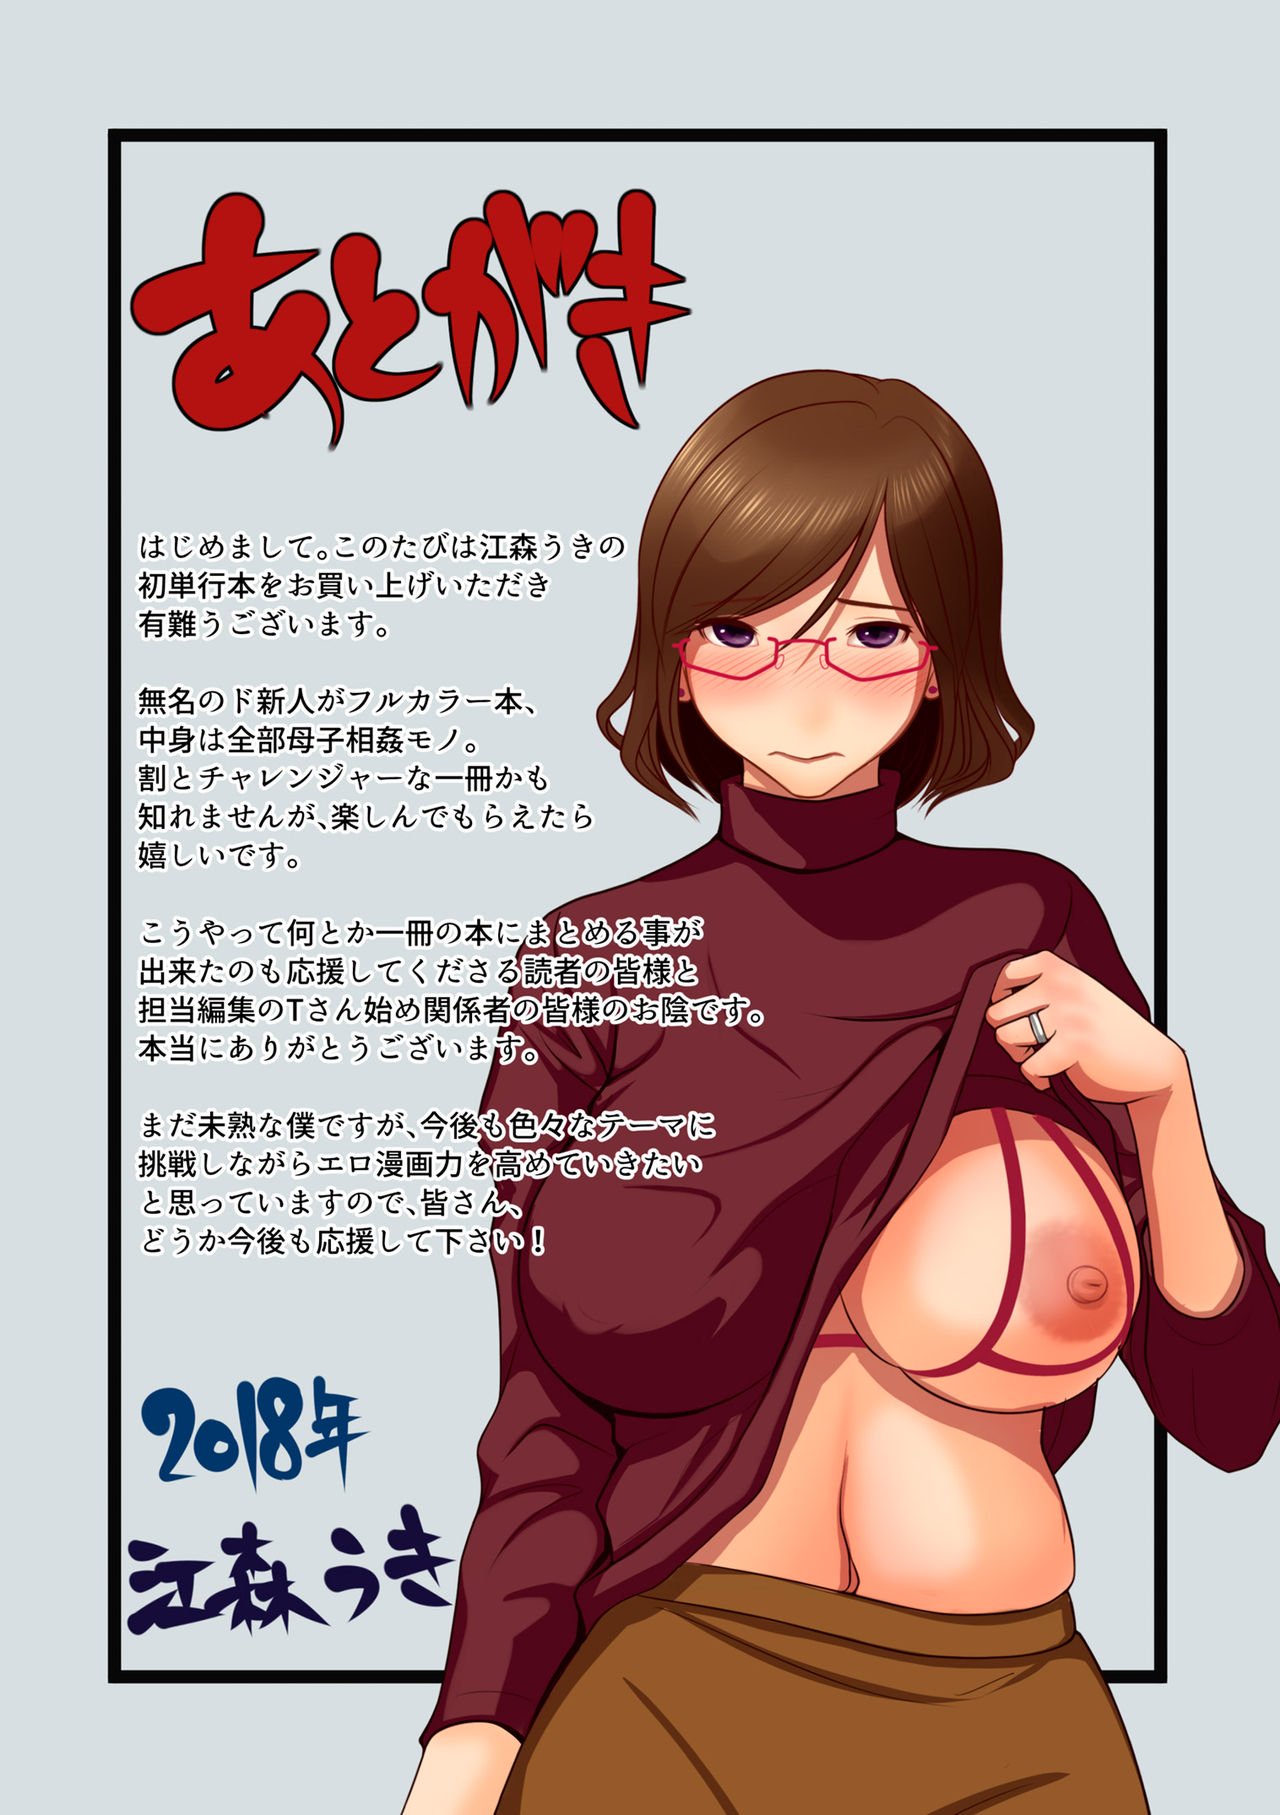 あとがき
はじめまして。このたびは江森うきの
初単行本をお買い上げいただき
有難うございます。
無名のド新人がフルカラー本、
中身は全部母子相姦モノ。
割とチャレンジャーな一冊かも
知れませんが、楽しんでもらえたら
嬉しいです。
こうやって何とか一冊の本にまとめる事が
出来たのも応援してくださる読者の皆様と
担当編集のTさん始め関係者の皆様のお陰です。
本当にありがとうございます。
まだ未熟な僕ですが、今後も色々なテーマに
挑戦しながらエロ漫画力を高めていきたい
と思っていますので、皆さん、
どうか今後も応援して下さい！
2018年
江森うき